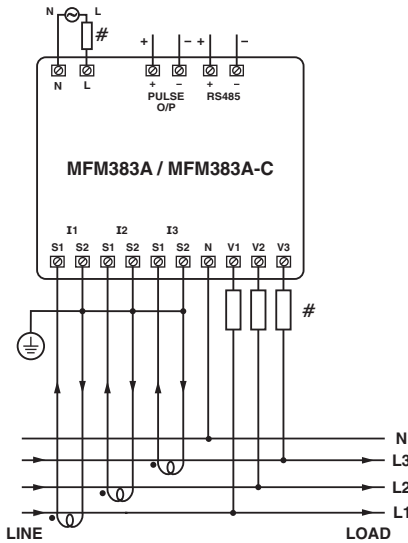 N L
#
+ − + −
N L + − + −
PULSE O/P RS485
MFM383A / MFM383A-C
I1 I2 I3
S1 S2 S1 S2 S1 S2 N V1 V2 V3
#
N
L3
L2
L1
LINE LOAD